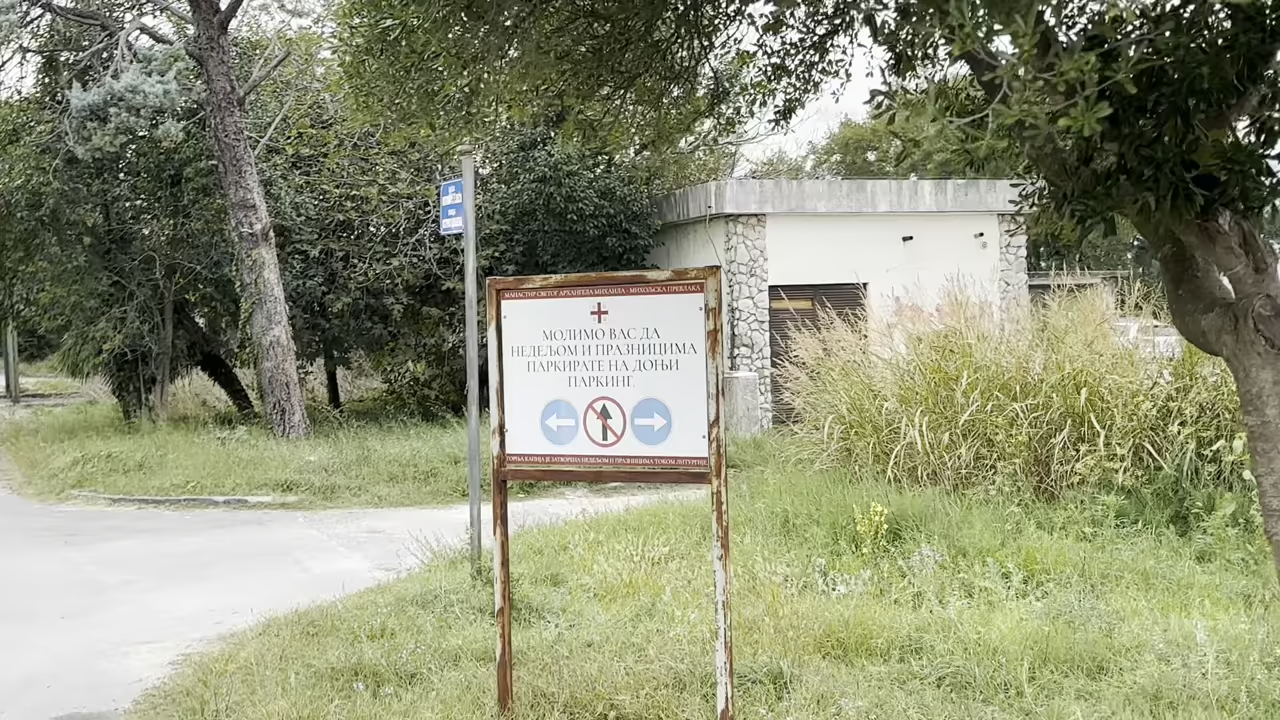 МАНАСТИР СВЕТОГ АРХАНГЕЛА МИХАИЛА - МИХОЉСКА ПРЕВЛАКА
МОЛИМО ВАС ДА
НЕДЕЉОМ И ПРАЗНИЦИМА
ПАРКИРАТЕ НА ДОЊИ
ПАРКИНГ.
ГОРЊА КАПИЈА ЈЕ ЗАТВОРЕНА НЕДЕЉОМ И ПРАЗНИЦИМА ТОКОМ ЛИТУРГИЈЕ